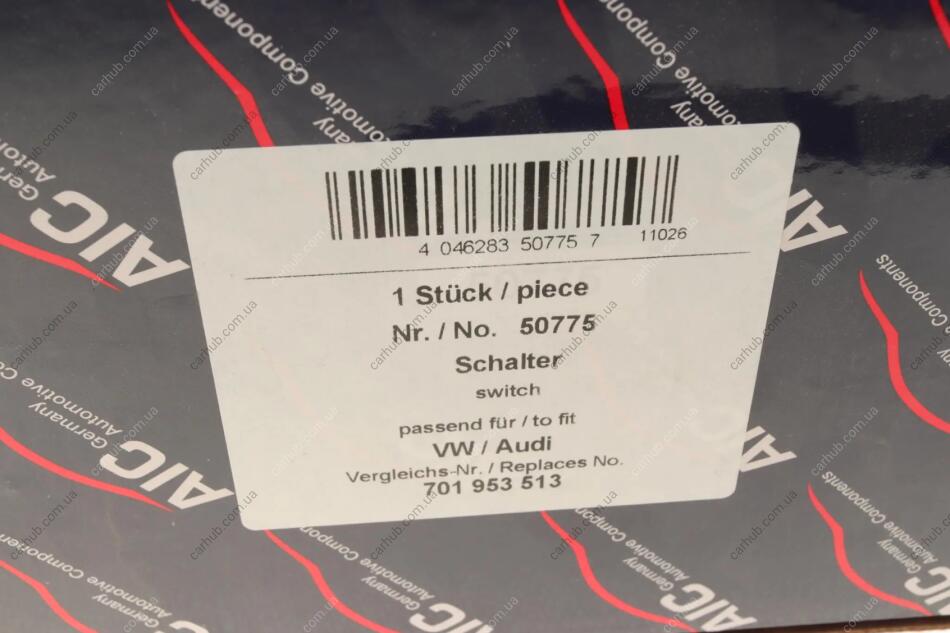 4 046283 50775 7 11026
1 Stück / piece
Nr. / No. 50775
Schalter
switch
passend für / to fit
VW / Audi
Vergleichs-Nr. / Replaces No.
701 953 513
AIC
Germany
Automotive Components
carhub.com.ua